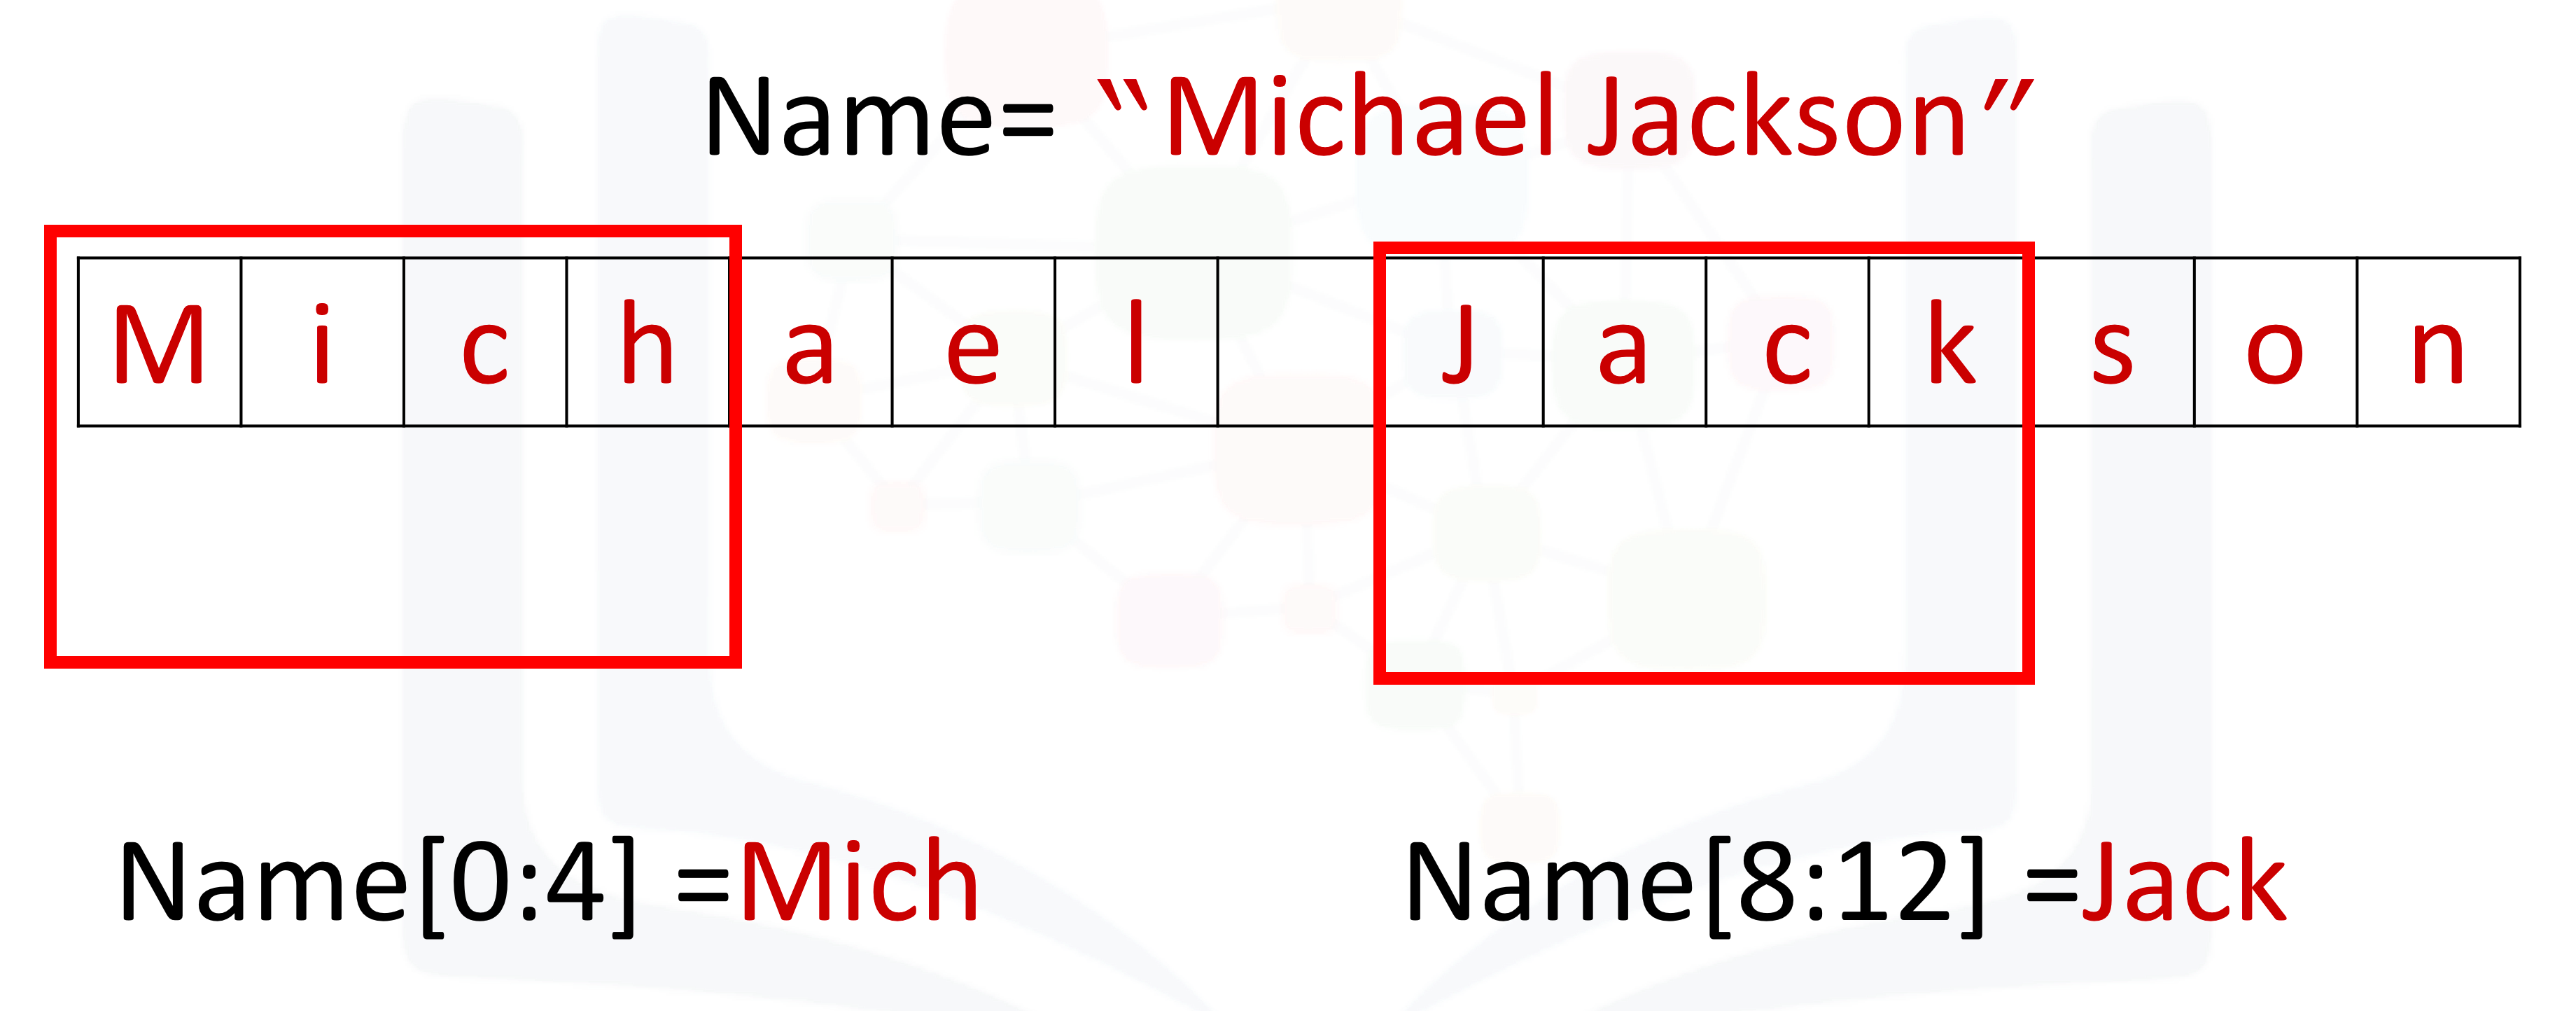 Name= “Michael Jackson”
M i c h a e l J a c k s o n
Name[0:4] =Mich
Name[8:12] =Jack